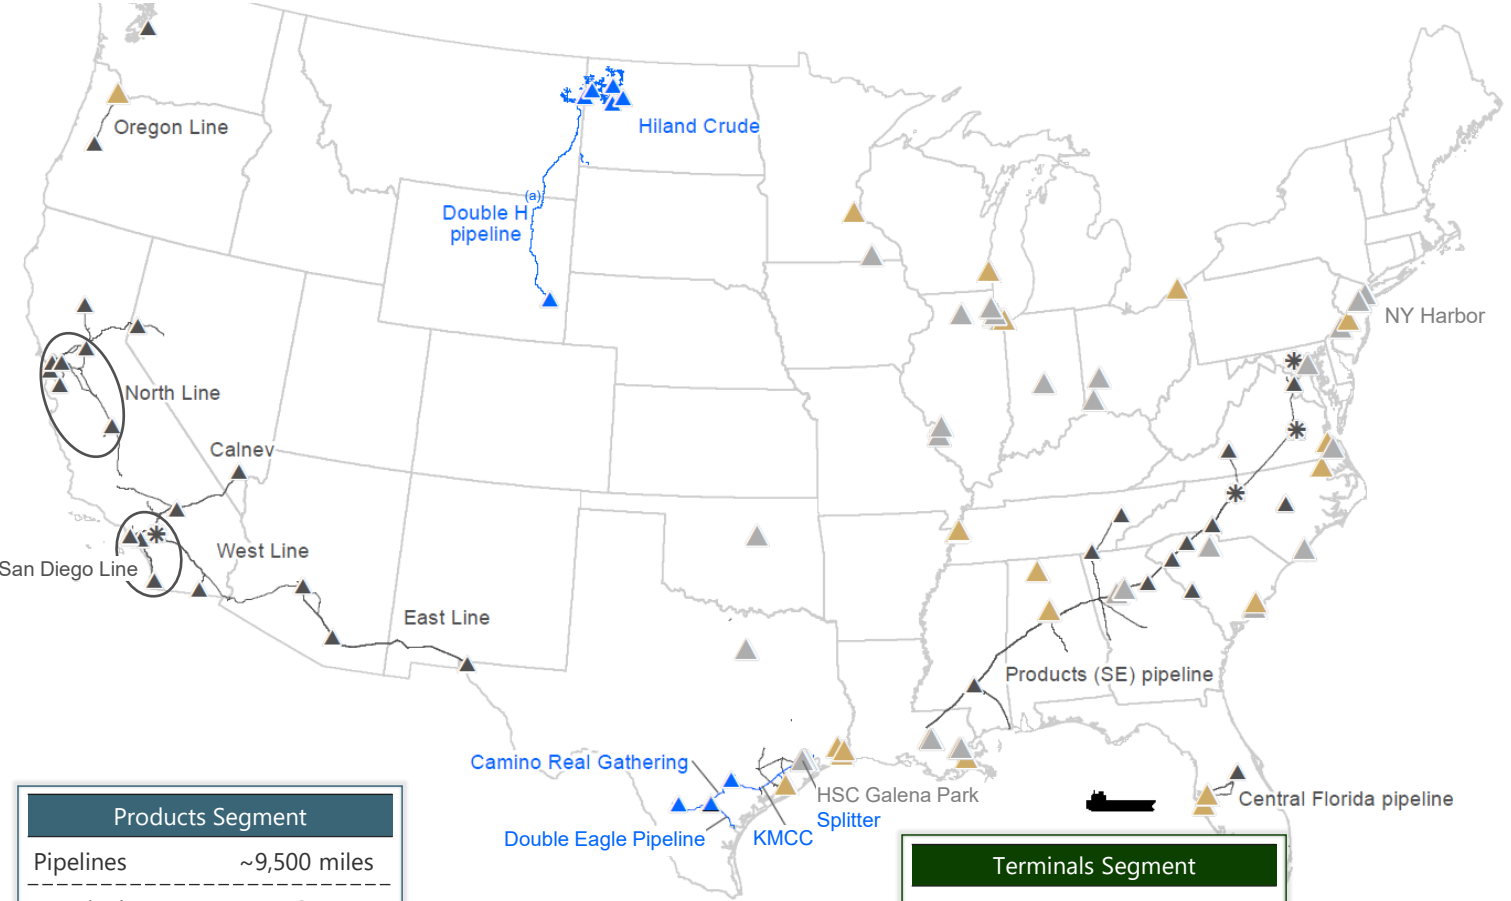 Oregon Line
Hiland Crude
(a)
Double H
pipeline
NY Harbor
North Line
Calnev
West Line
San Diego Line
East Line
Products (SE) pipeline
Camino Real Gathering
HSC Galena Park
Splitter
Central Florida pipeline
Double Eagle Pipeline
KMCC
Products Segment
Pipelines ~9,500 miles
Terminals Segment